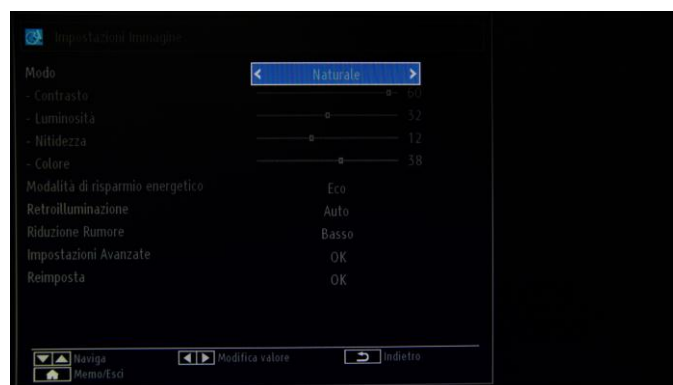 Impostazioni Immagine
Modo Naturale
- Contrasto 60
- Luminosità 32
- Nitidezza 12
- Colore 38
Modalità di risparmio energetico Eco
Retroilluminazione Auto
Riduzione Rumore Basso
Impostazioni Avanzate OK
Reimposta OK
Naviga Modifica valore Indietro
Memo/Esci